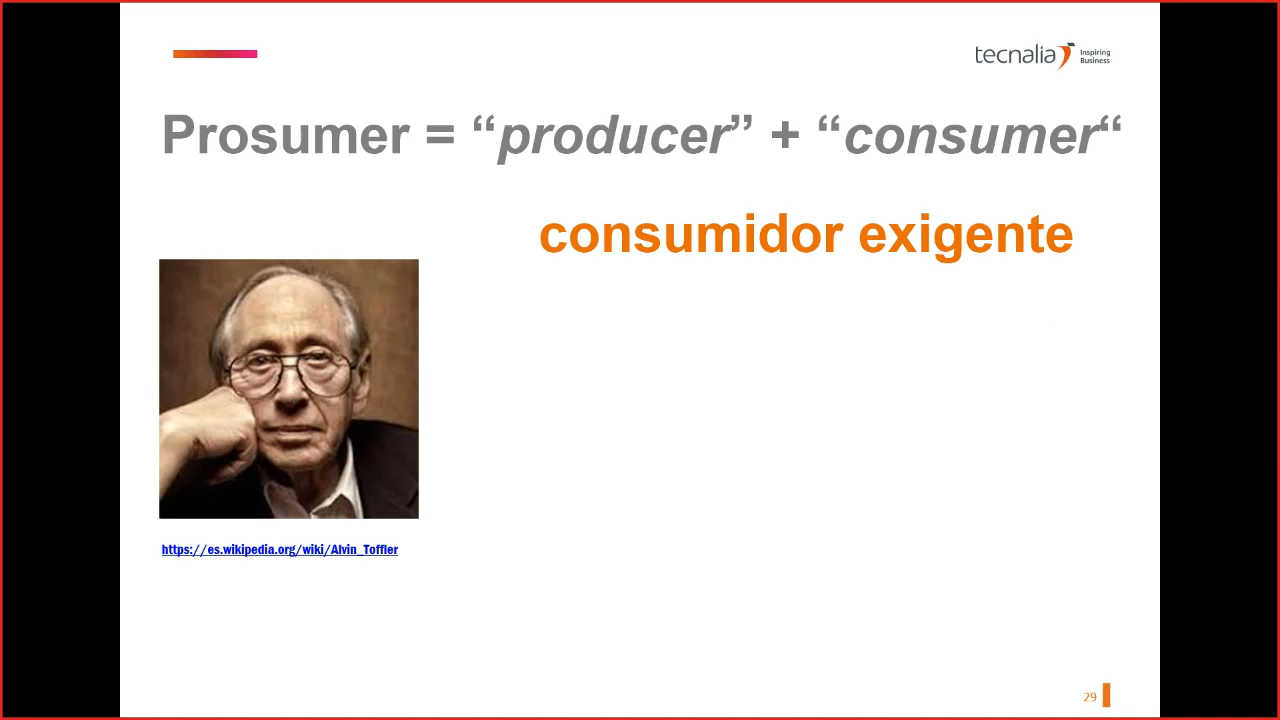 tecnalia Inspiring
Business
Prosumer = “producer” + “consumer“
consumidor exigente
https://es.wikipedia.org/wiki/Alvin_Toffler
29